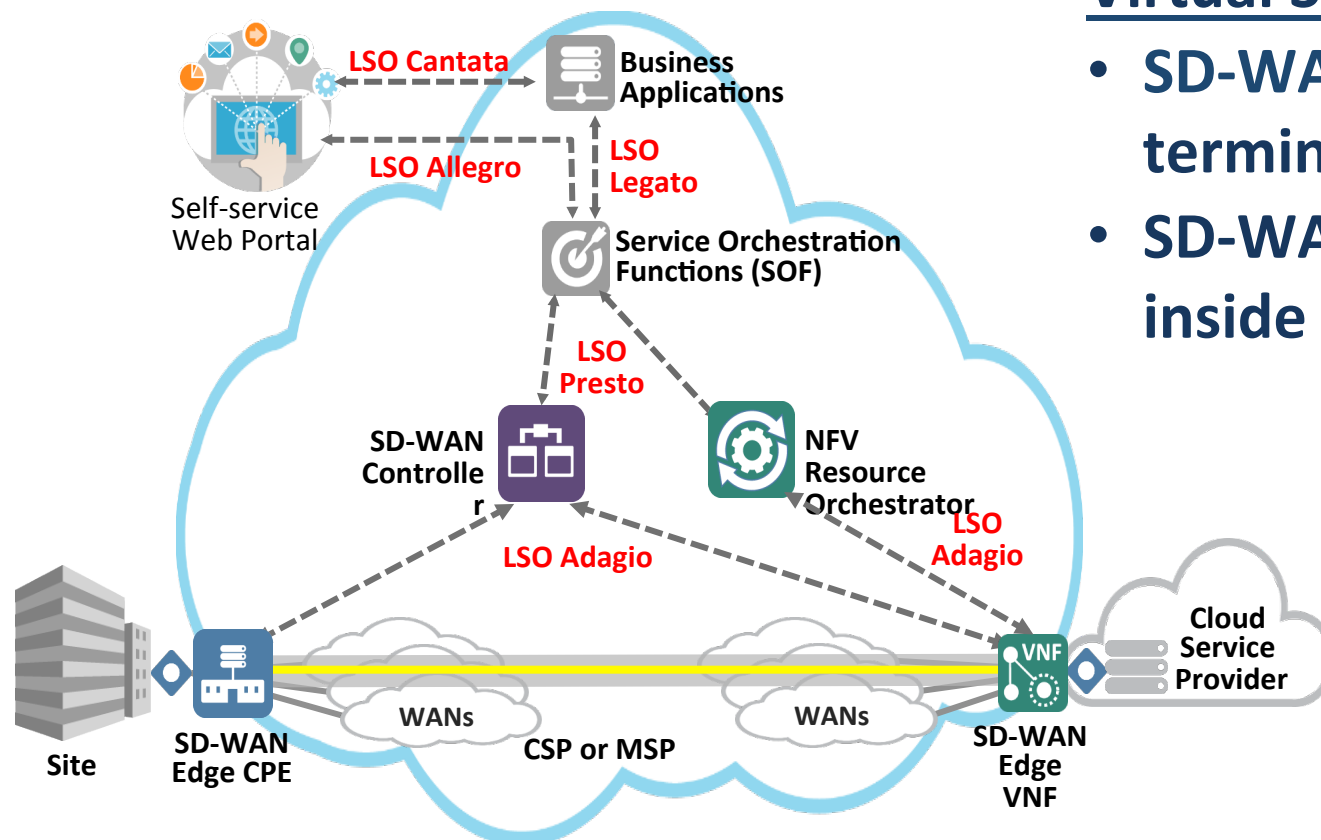 Virtual S
• SD-WA
termin
• SD-WA
inside
LSO Cantata
Business
Applications
LSO Allegro
LSO
Legato
Self-service
Web Portal
Service Orchestration
Functions (SOF)
LSO
Presto
SD-WAN
Controlle
r
NFV
Resource
Orchestrator
LSO
Adagio
LSO Adagio
Cloud
Service
Provider
VNF
WANs
WANs
Site
SD-WAN
Edge CPE
CSP or MSP
SD-WAN
Edge
VNF